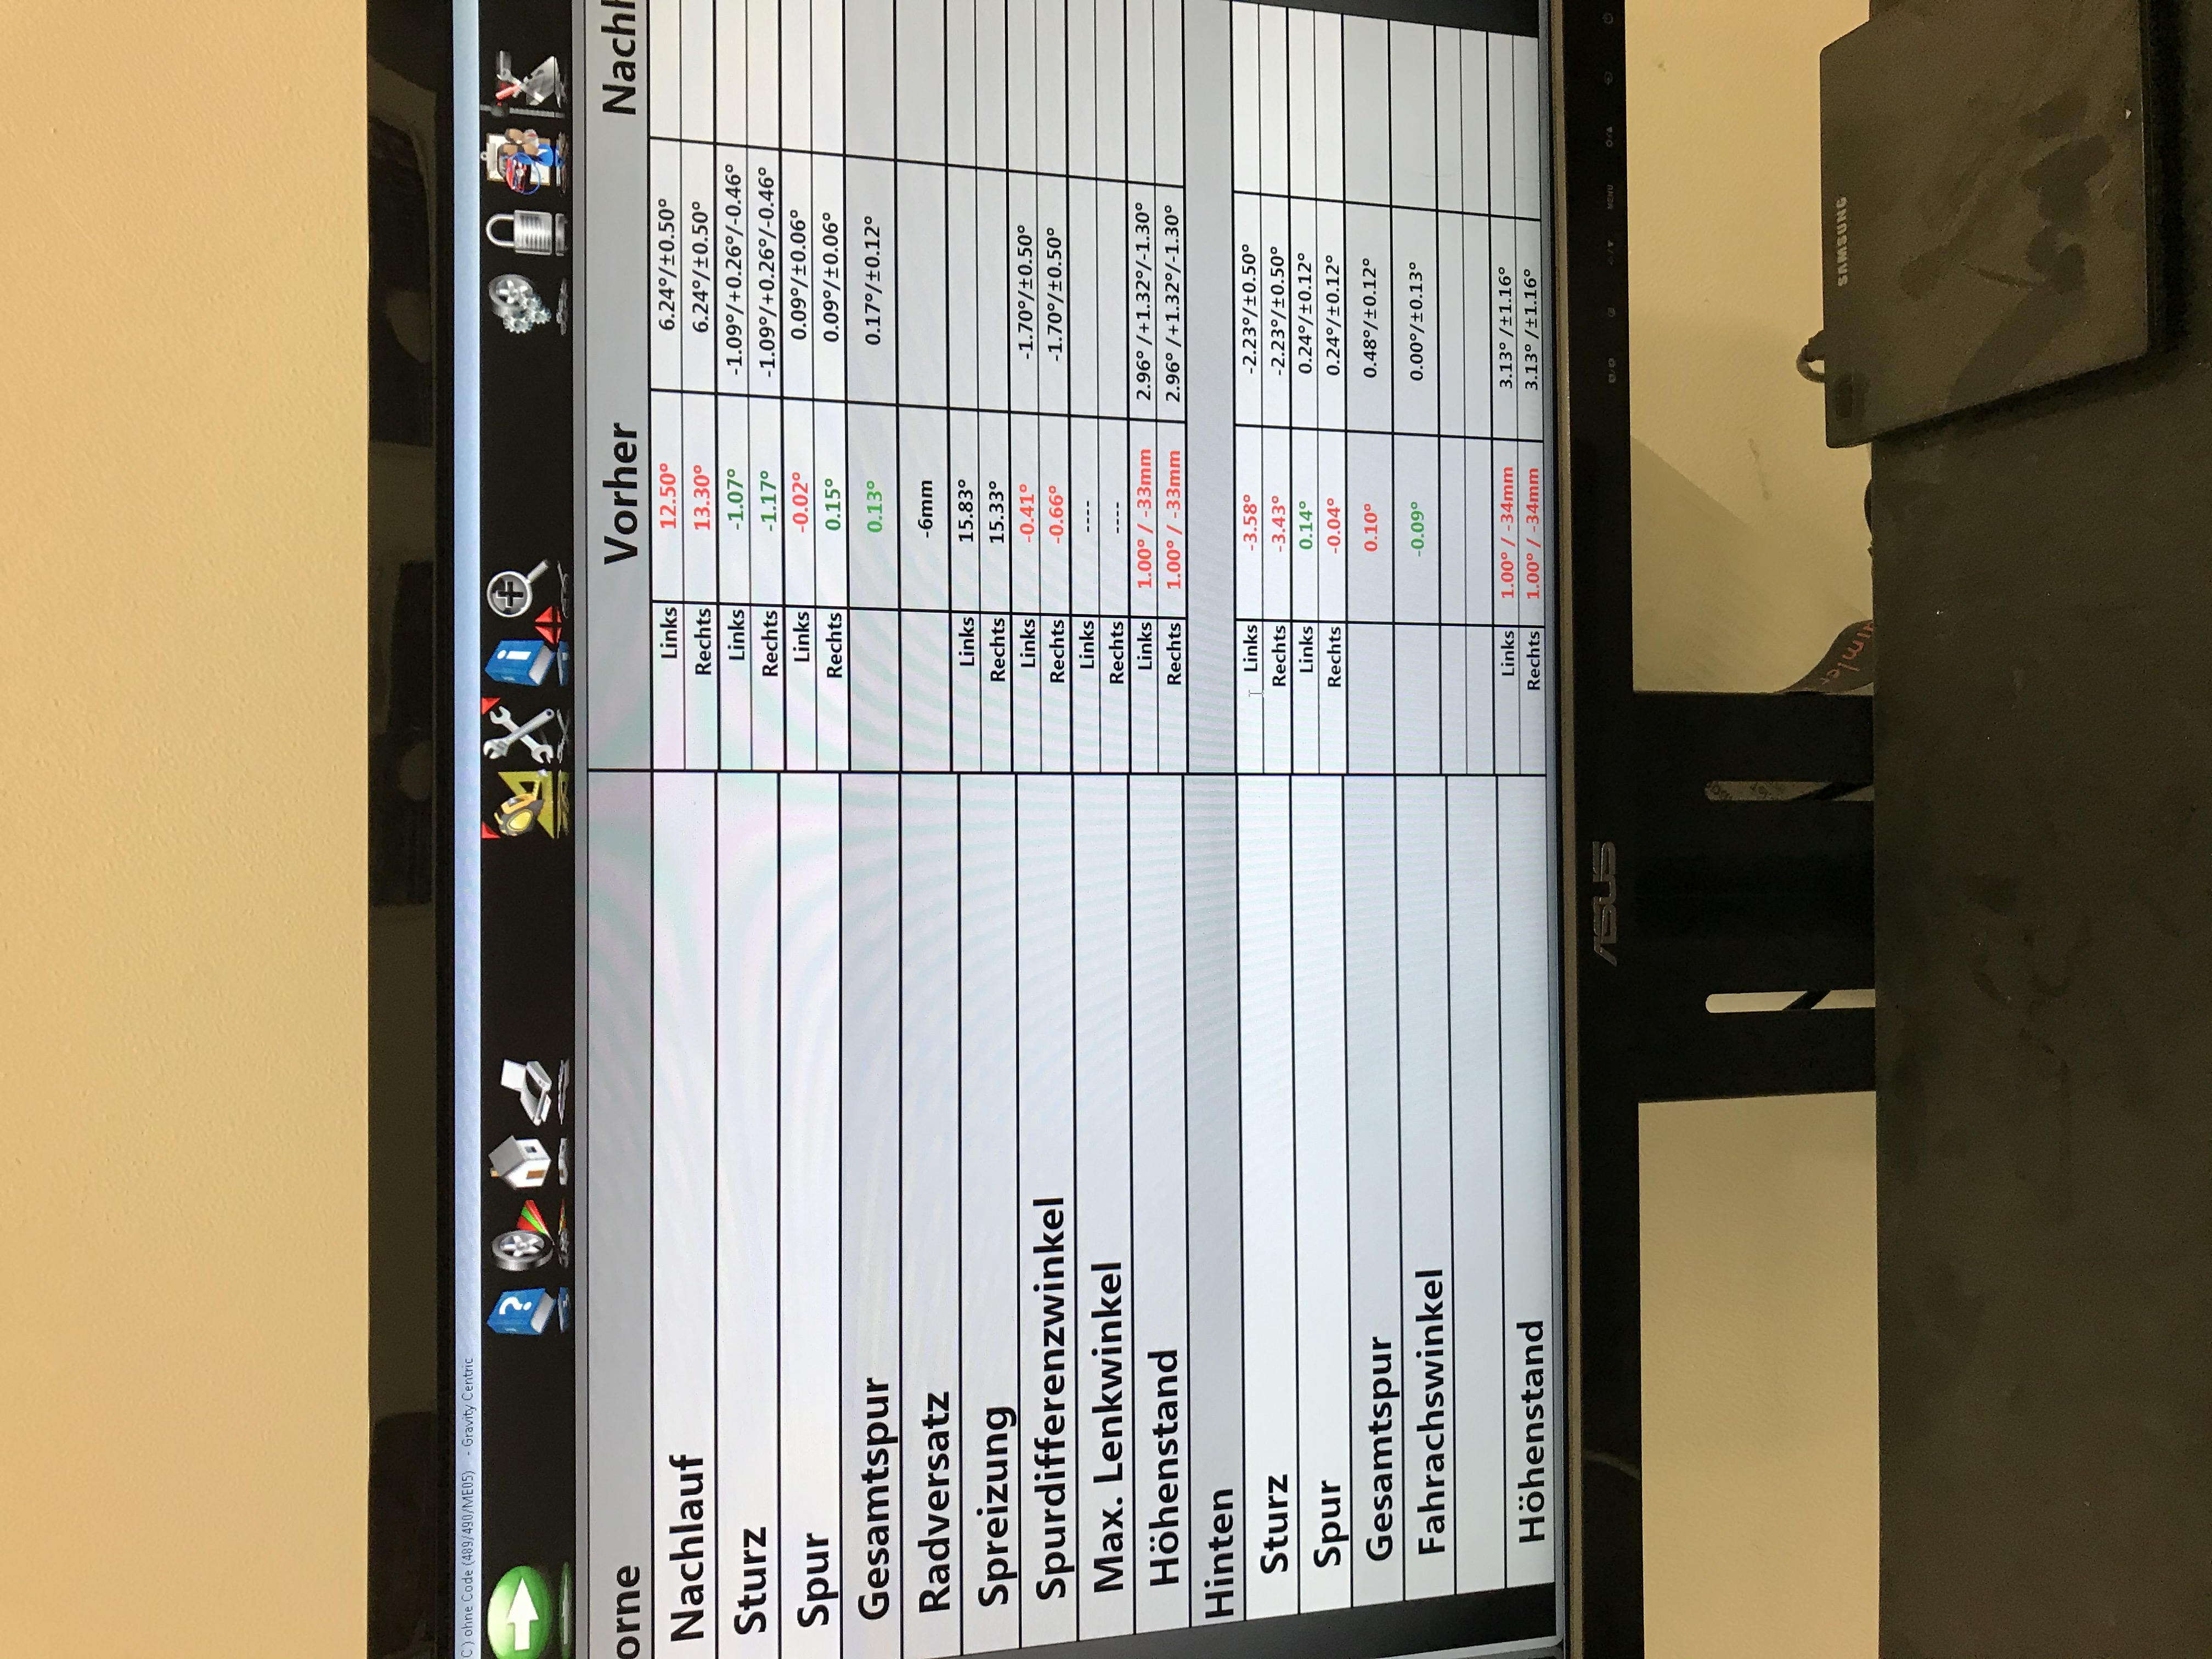 C ) ohne Code (489/490/ME05) - Gravity Centric
orne Vorher Nachh
Nachlauf Links 12.50° 6.24°/±0.50°
Rechts 13.30° 6.24°/±0.50°
Sturz Links -1.07° -1.09°/+0.26°/-0.46°
Rechts -1.17° -1.09°/+0.26°/-0.46°
Spur Links -0.02° 0.09°/±0.06°
Rechts 0.15° 0.09°/±0.06°
Gesamtspur 0.13° 0.17°/±0.12°
Radversatz -6mm
Spreizung Links 15.83°
Rechts 15.33°
Spurdifferenzwinkel Links -0.41° -1.70°/±0.50°
Rechts -0.66° -1.70°/±0.50°
Max. Lenkwinkel Links ----
Rechts ----
Höhenstand Links 1.00° / -33mm 2.96° /+1.32°/-1.30°
Rechts 1.00° / -33mm 2.96° /+1.32°/-1.30°
Hinten
Sturz Links -3.58° -2.23°/±0.50°
Rechts -3.43° -2.23°/±0.50°
Spur Links 0.14° 0.24°/±0.12°
Rechts -0.04° 0.24°/±0.12°
Gesamtspur 0.10° 0.48°/±0.12°
Fahrachswinkel -0.09° 0.00°/±0.13°
Höhenstand Links 1.00° / -34mm 3.13° /±1.16°
Rechts 1.00° / -34mm 3.13° /±1.16°
ASUS
MENU
SAMSUNG
imler